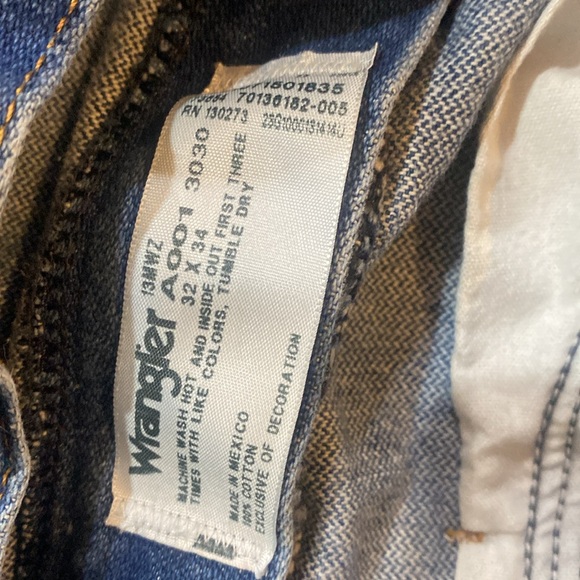 13MWZ
Wrangler A001 3030
32 X 34
MACHINE WASH HOT AND INSIDE OUT FIRST THREE
TIMES WITH LIKE COLORS, TUMBLE DRY
MADE IN MEXICO
100% COTTON
EXCLUSIVE OF DECORATION
70136182-005
RN 130273